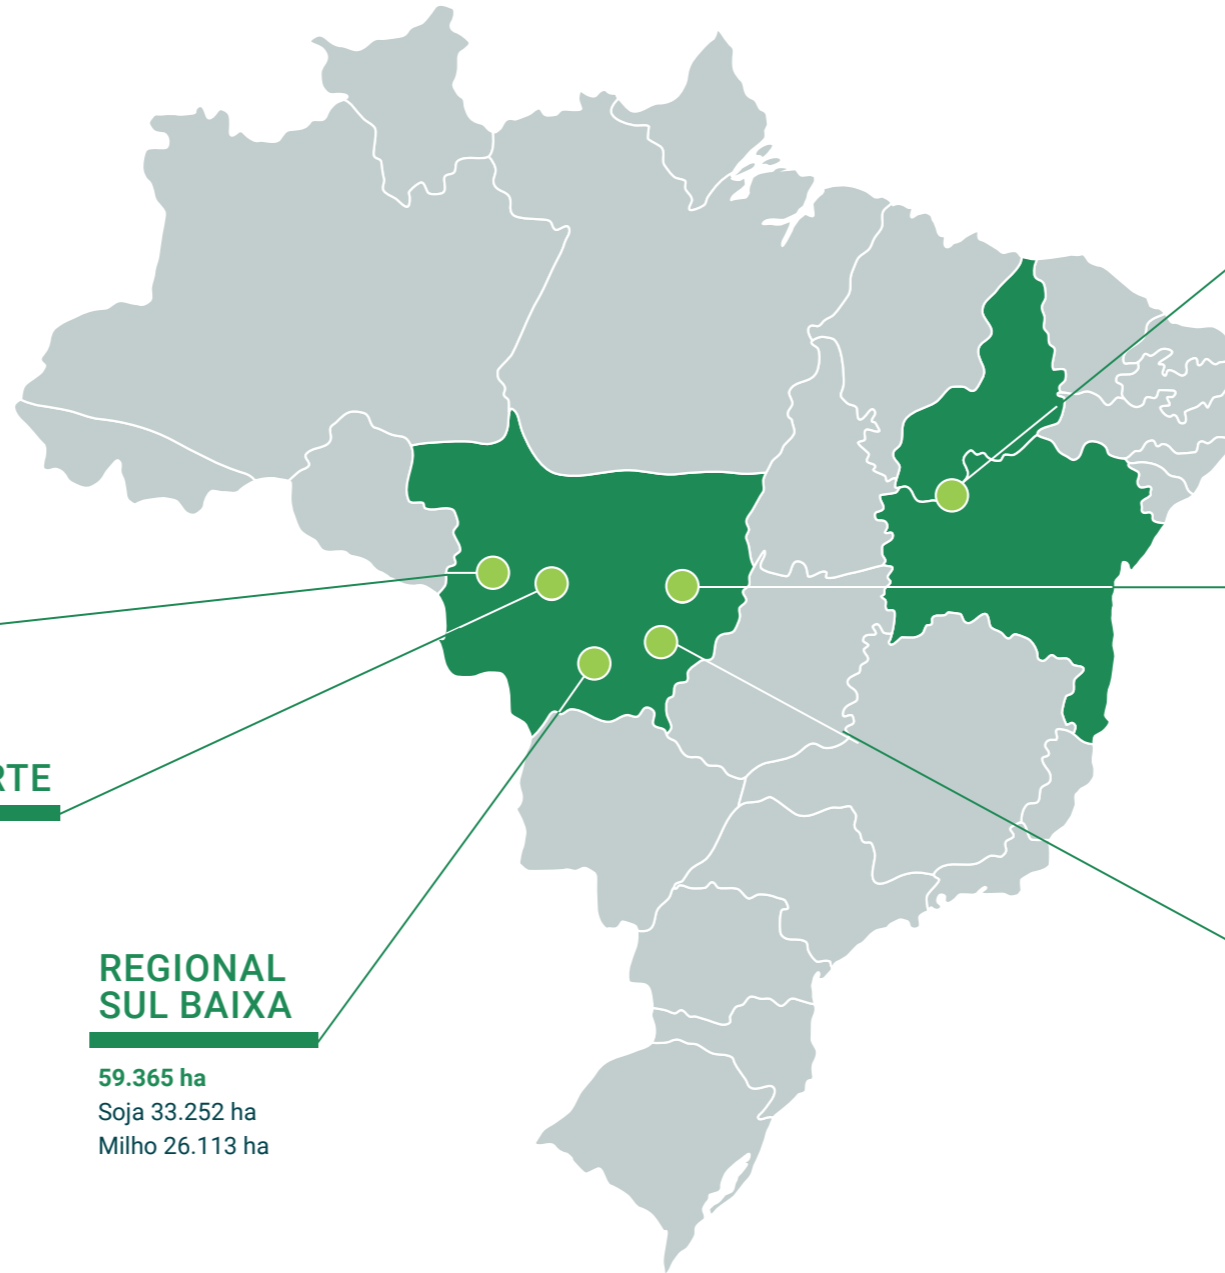 RTE
REGIONAL
SUL BAIXA
59.365 ha
Soja 33.252 ha
Milho 26.113 ha